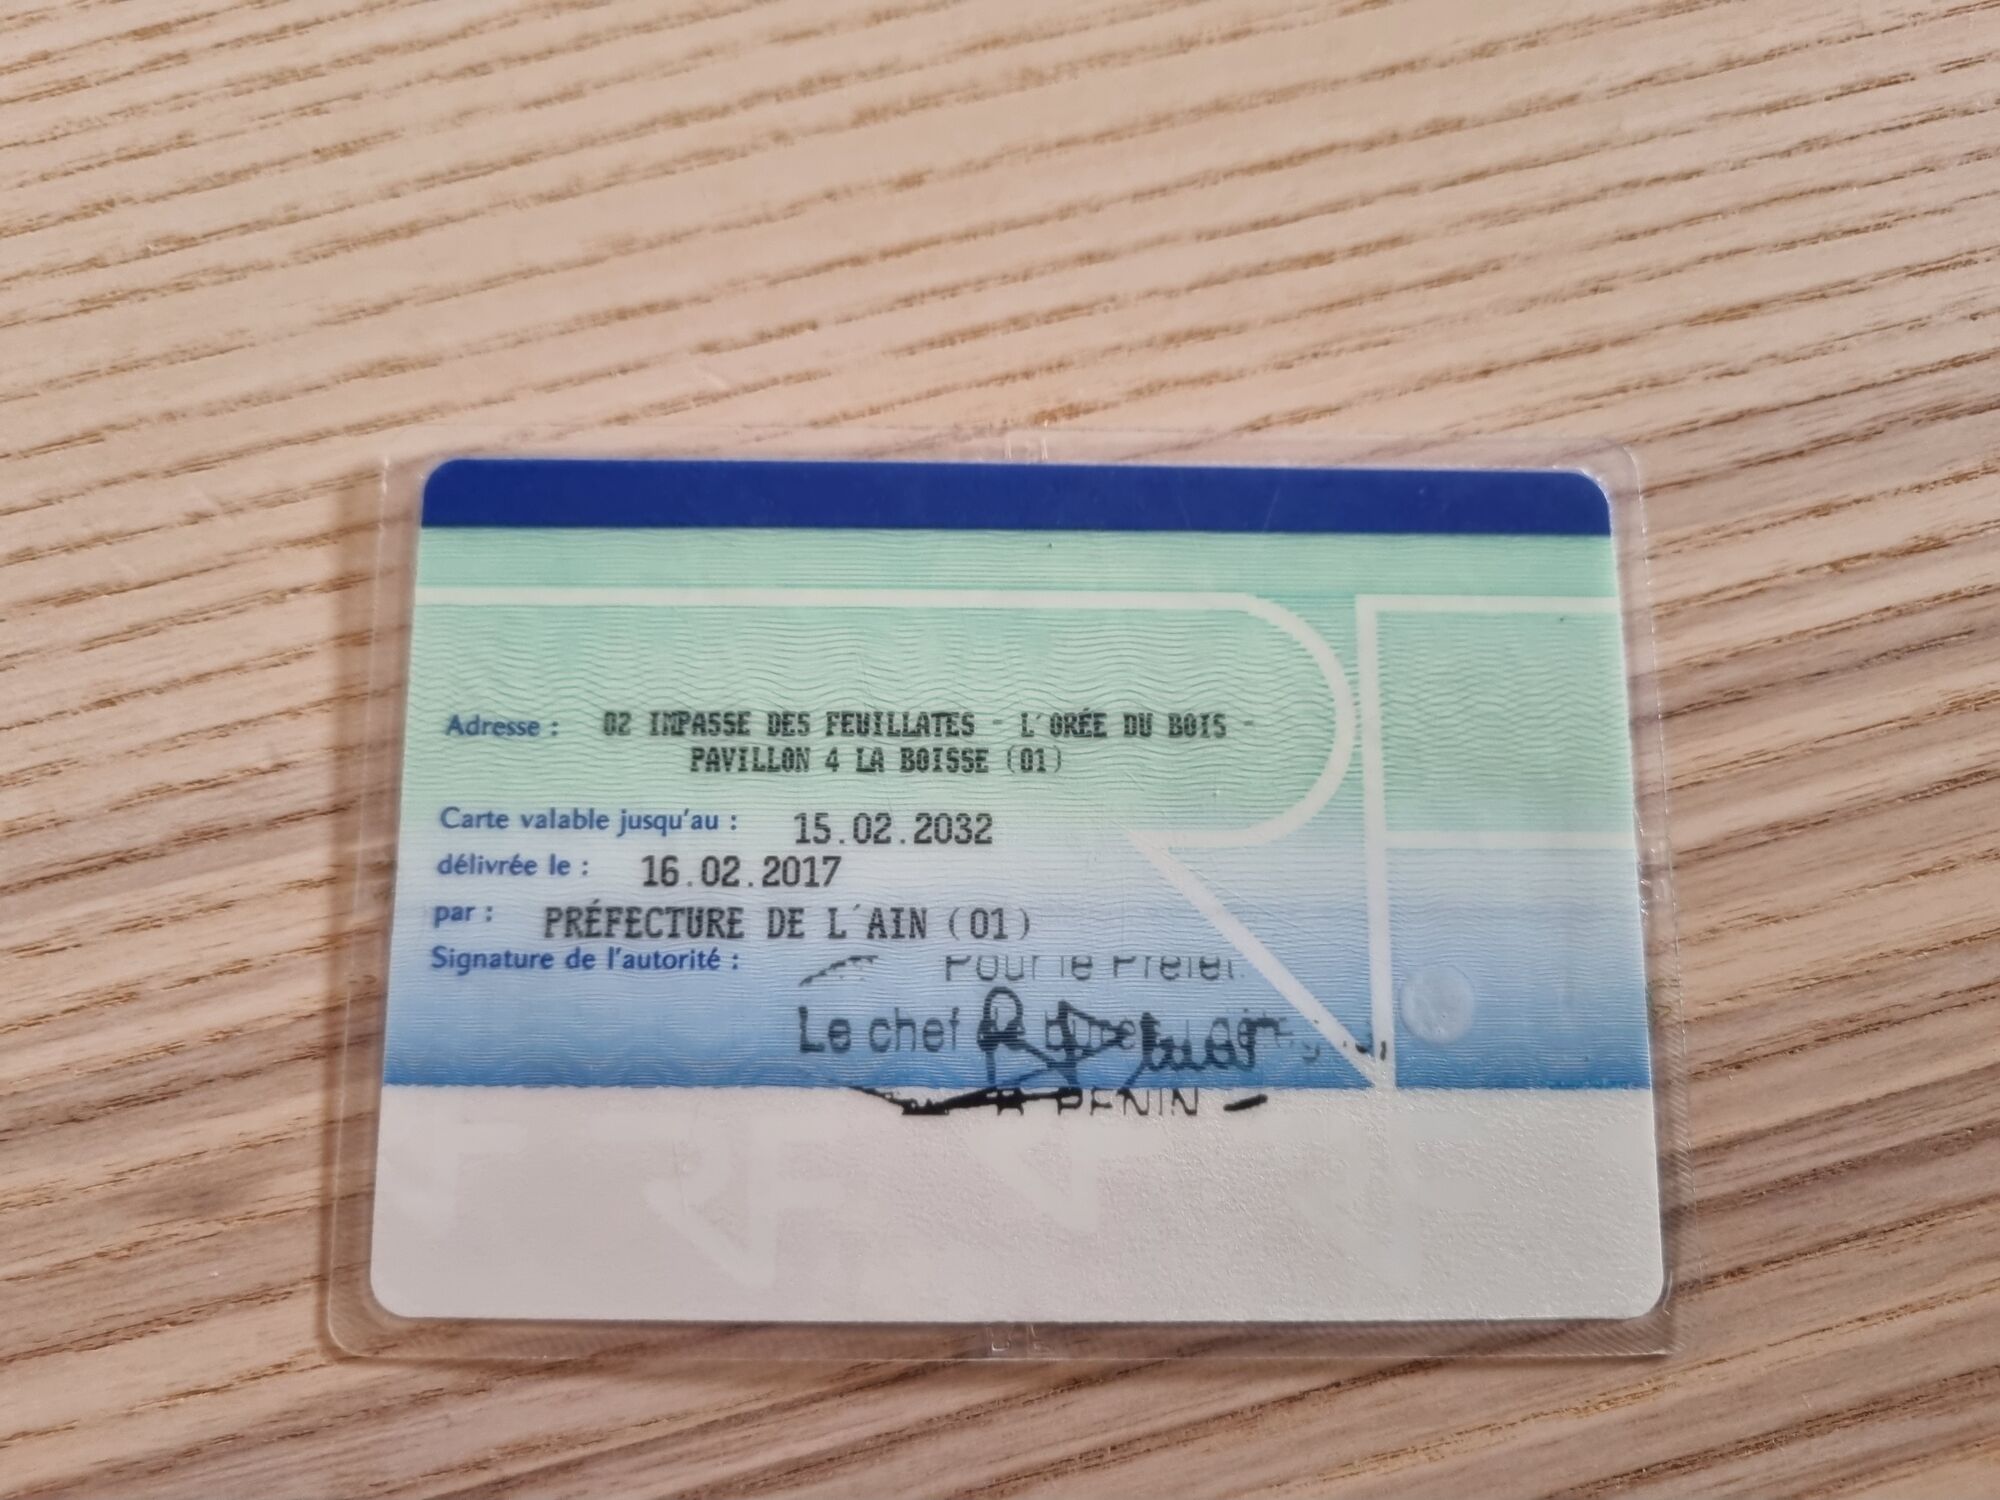 Adresse : 02 IMPASSE DES FEUILLATES - L'ORÉE DU BOIS -
PAVILLON 4 LA BOISSE (01)
Carte valable jusqu'au : 15.02.2032
délivrée le : 16.02.2017
par : PRÉFECTURE DE L'AIN (01)
Signature de l'autorité :
Pour le Préfet
Le chef
PENIN
RF